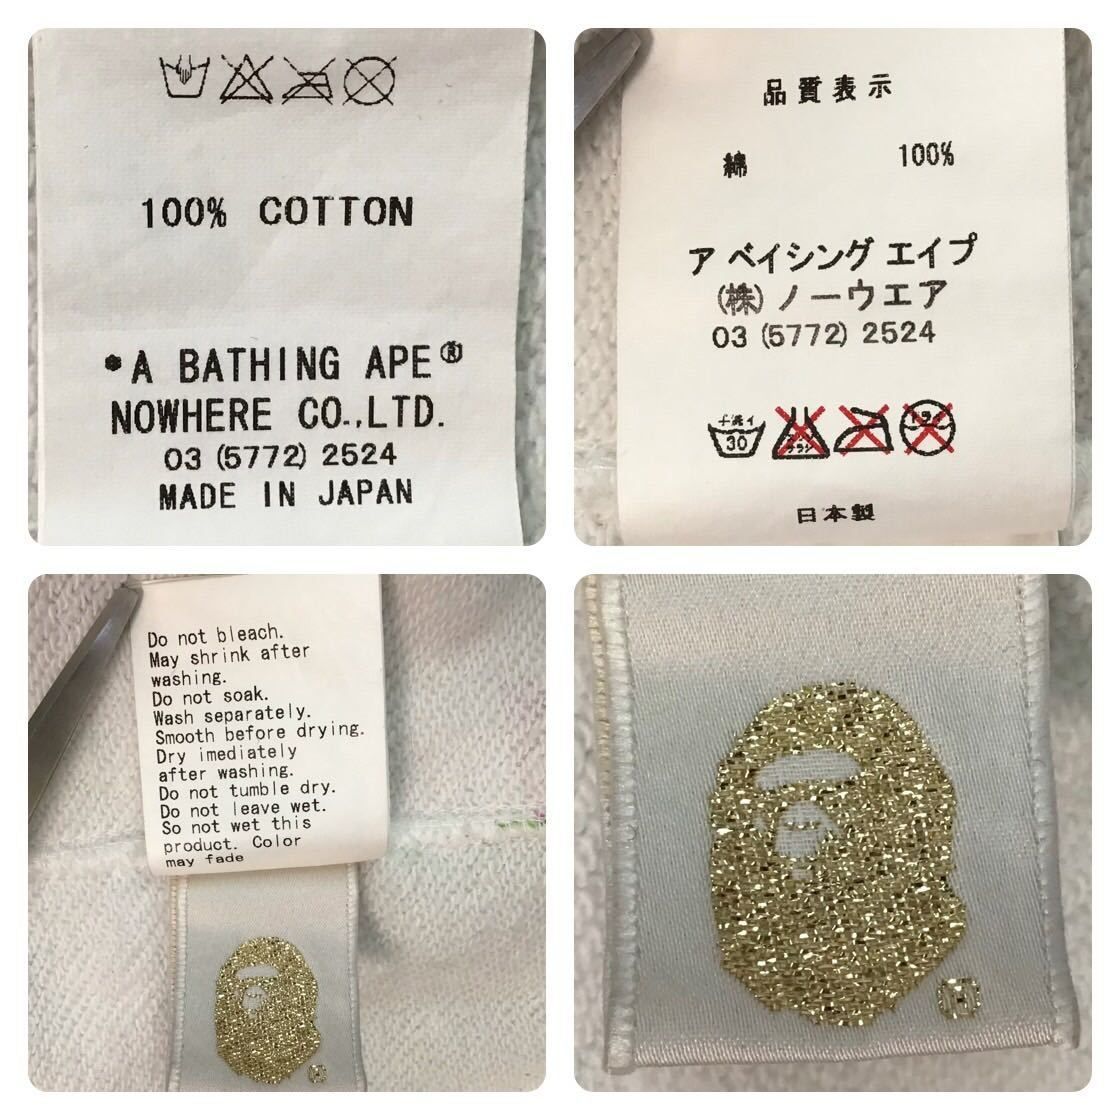 100% COTTON
*A BATHING APE®
NOWHERE CO.,LTD.
03 (5772) 2524
MADE IN JAPAN
品質表示
綿 100%
ア ベイシング エイプ
(株) ノーウエア
03 (5772) 2524
手洗イ
30
日本製
Do not bleach.
May shrink after
washing.
Do not soak.
Wash separately.
Smooth before drying.
Dry imediately
after washing.
Do not tumble dry.
Do not leave wet.
So not wet this
product. Color
may fade